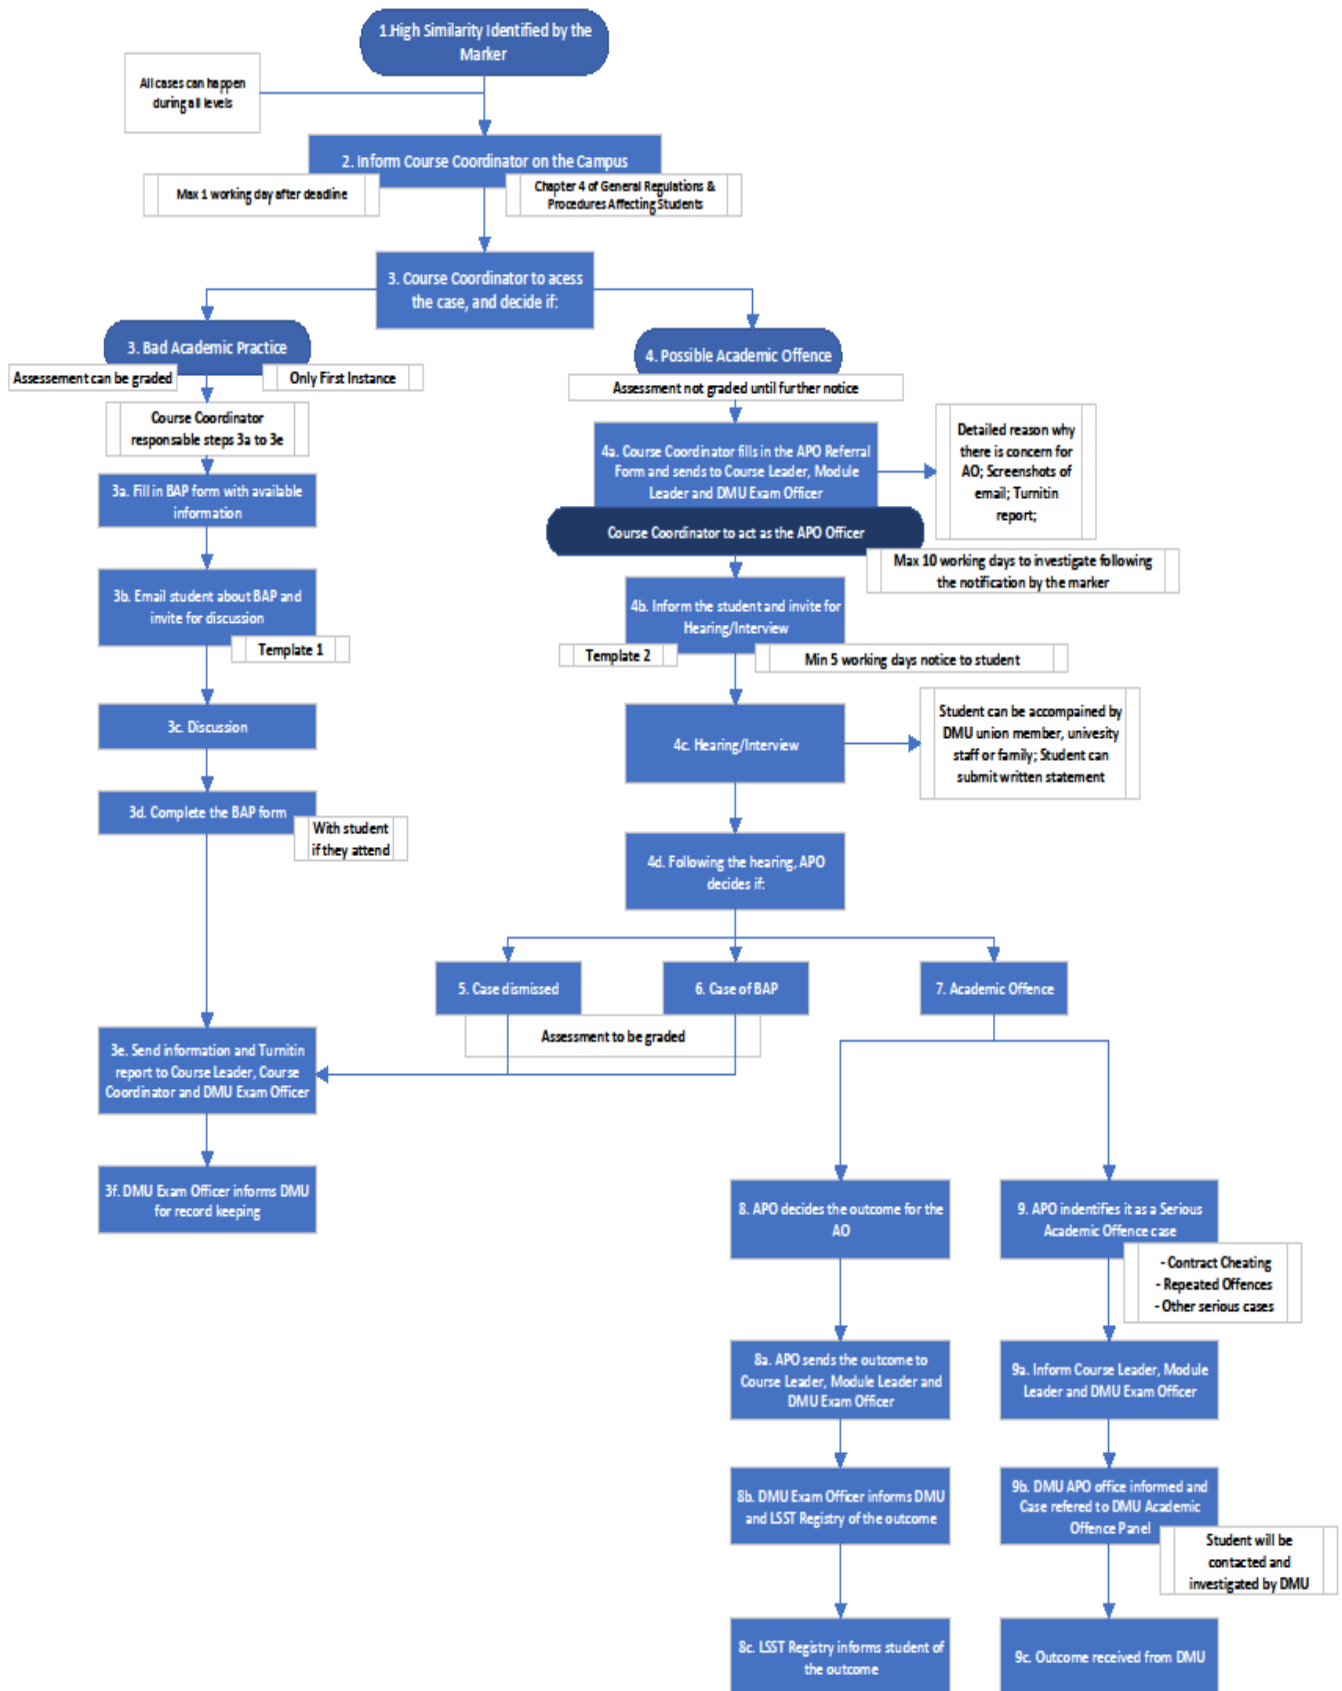 1.High Similarity Identified by the
Marker
All cases can happen
during all levels
2. Inform Course Coordinator on the Campus
Max 1 working day after deadline
Chapter 4 of General Regulations &
Procedures Affecting Students
3. Course Coordinator to acess
the case, and decide if:
3. Bad Academic Practice
Assessement can be graded
Only First Instance
Course Coordinator
responsable steps 3a to 3e
3a. Fill in BAP form with available
information
3b. Email student about BAP and
invite for discussion
Template 1
3c. Discussion
3d. Complete the BAP form
With student
if they attend
4. Possible Academic Offence
Assessment not graded until further notice
4a. Course Coordinator fills in the APO Referral
Form and sends to Course Leader, Module
Leader and DMU Exam Officer
Detailed reason why
there is concern for
AO; Screenshots of
email; Turnitin
report;
Course Coordinator to act as the APO Officer
Max 10 working days to investigate following
the notification by the marker
4b. Inform the student and invite for
Hearing/Interview
Template 2
Min 5 working days notice to student
4c. Hearing/Interview
Student can be accompained by
DMU union member, univesity
staff or family; Student can
submit written statement
4d. Following the hearing, APO
decides if:
5. Case dismissed
6. Case of BAP
7. Academic Offence
Assessment to be graded
3e. Send information and Turnitin
report to Course Leader, Course
Coordinator and DMU Exam Officer
3f. DMU Exam Officer informs DMU
for record keeping
8. APO decides the outcome for the
AO
8a. APO sends the outcome to
Course Leader, Module Leader and
DMU Exam Officer
8b. DMU Exam Officer informs DMU
and LSST Registry of the outcome
8c. LSST Registry informs student of
the outcome
9. APO indentifies it as a Serious
Academic Offence case
- Contract Cheating
- Repeated Offences
- Other serious cases
9a. Inform Course Leader, Module
Leader and DMU Exam Officer
9b. DMU APO office informed and
Case refered to DMU Academic
Offence Panel
Student will be
contacted and
investigated by DMU
9c. Outcome received from DMU